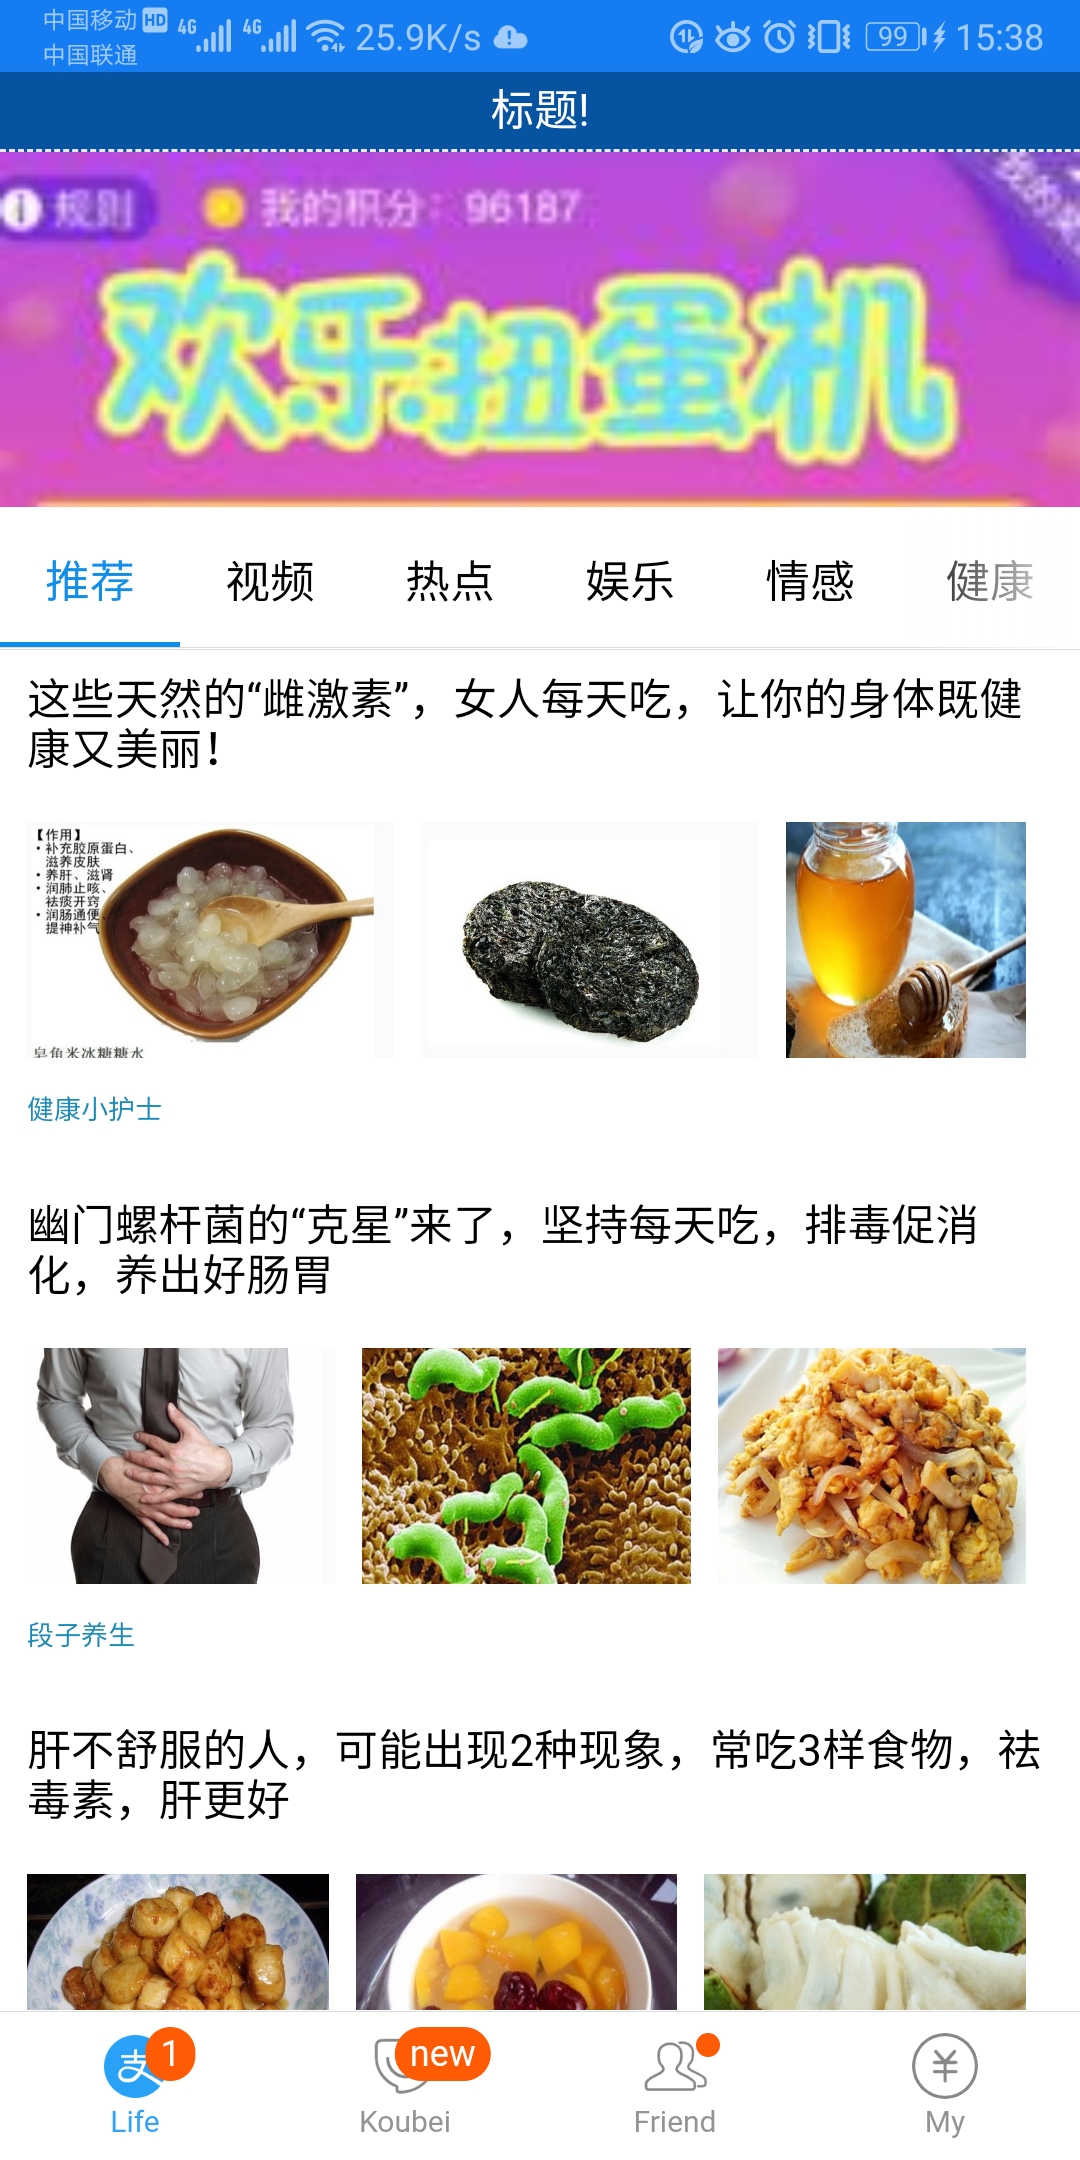 中国移动 HD 4G 4G 25.9K/s 99 15:38
中国联通
标题!
规则 我的积分：96187 我的奖
欢乐扭蛋机
推荐 视频 热点 娱乐 情感 健康
这些天然的“雌激素”，女人每天吃，让你的身体既健
康又美丽！
【作用】
·补充胶原蛋白、
滋养皮肤
·养肝、滋肾
·润肺止咳、
祛痰开窍
·润肠通便
提神补气
皂角米冰糖糖水
健康小护士
幽门螺杆菌的“克星”来了，坚持每天吃，排毒促消
化，养出好肠胃
段子养生
肝不舒服的人，可能出现2种现象，常吃3样食物，祛
毒素，肝更好
支 1 new ¥
Life Koubei Friend My